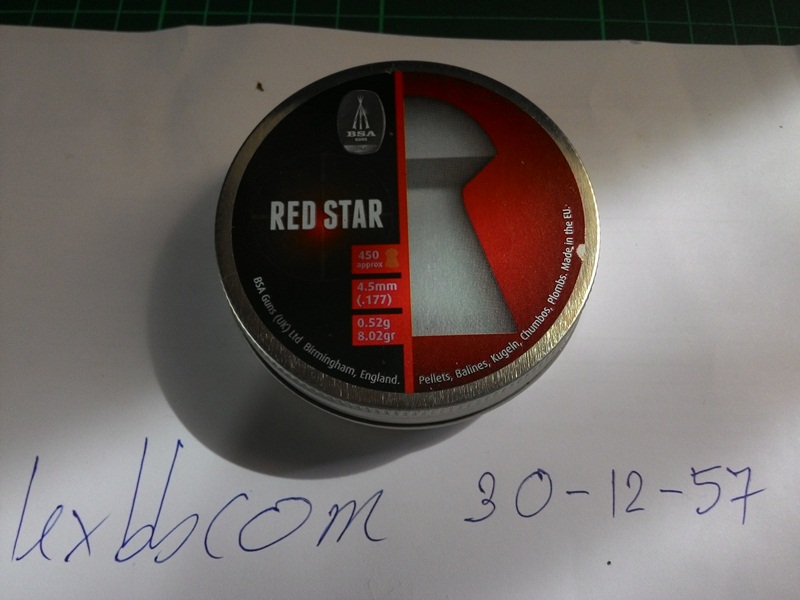 BSA
RED STAR
450
approx
4.5mm
(.177)
0.52g
8.02gr
BSA Guns (UK) Ltd Birmingham, England.
Pellets, Balines, Kugeln, Chumbos, Plombs. Made in the EU.
lexbbcom 30-12-57